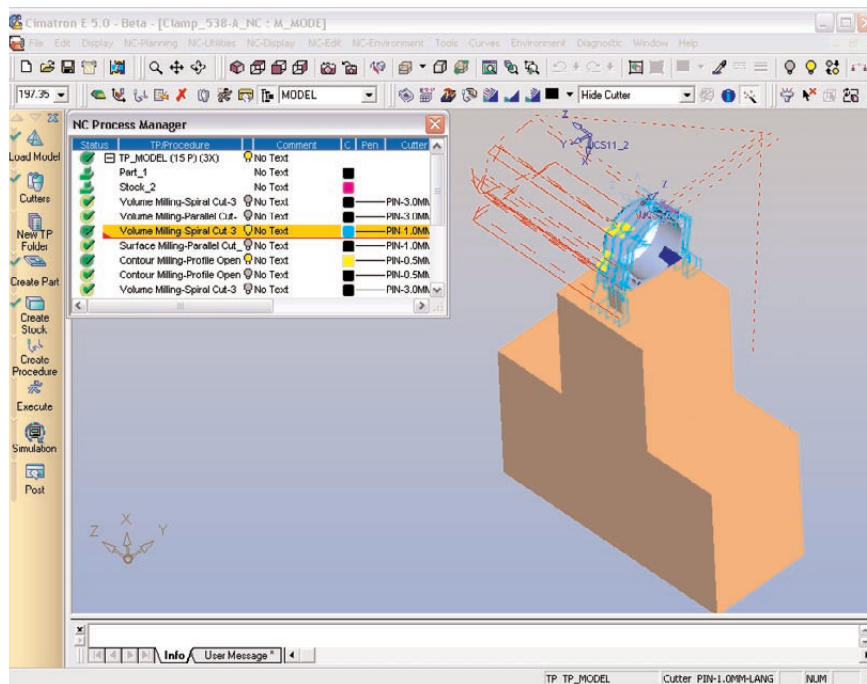 Cimatron E 5.0 - Beta - [Clamp_538-A_NC : M_MODE]
File Edit Display NC-Planning NC-Utilities NC-Display NC-Edit NC-Environment Tools Curves Environment Diagnostic Window Help
197.35 MODEL Hide Cutter
NC Process Manager
Status TP/Procedure Comment C Pen Cutter
TP_MODEL (15 P) (3X) No Text
Part_1 No Text
Stock_2 No Text
Volume Milling-Spiral Cut-3 No Text PIN-3.0MM
Volume Milling-Parallel Cut- No Text PIN-3.0MM
Volume Milling-Spiral Cut-3 No Text PIN-1.0MM
Surface Milling-Parallel Cut_ No Text PIN-1.0MM
Contour Milling-Profile Open No Text PIN-0.5MM
Contour Milling-Profile Open No Text PIN-0.5MM
Volume Milling-Spiral Cut-3 No Text PIN-3.0MM
Load Model
Cutters
New TP
Folder
Create Part
Create
Stock
Create
Procedure
Execute
Simulation
Post
Z
Y UCS11_2
X
Z
X
Z Y
Info User Message *
TP TP_MODEL Cutter PIN-1.0MM-LANG NUM